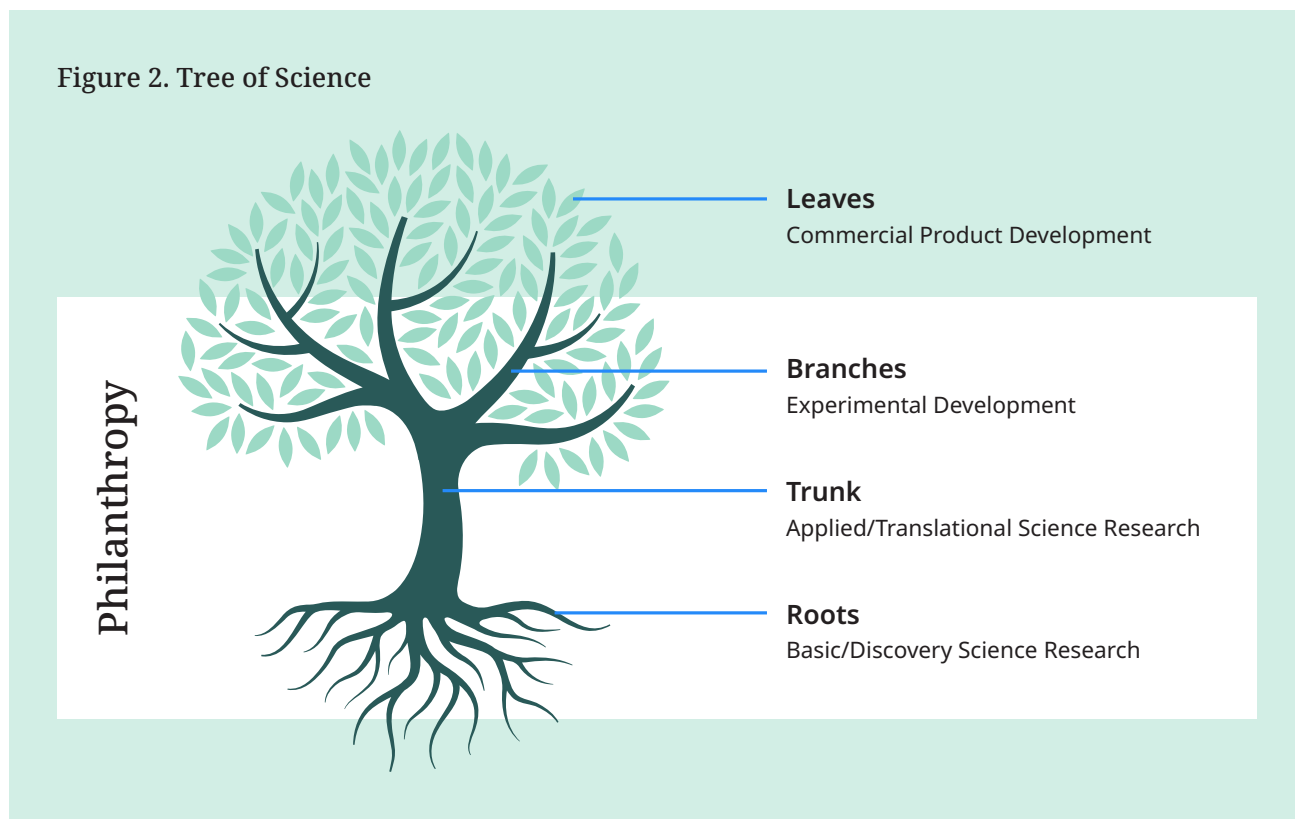 Figure 2. Tree of Science
Leaves
Commercial Product Development
Philanthropy
Branches
Experimental Development
Trunk
Applied/Translational Science Research
Roots
Basic/Discovery Science Research